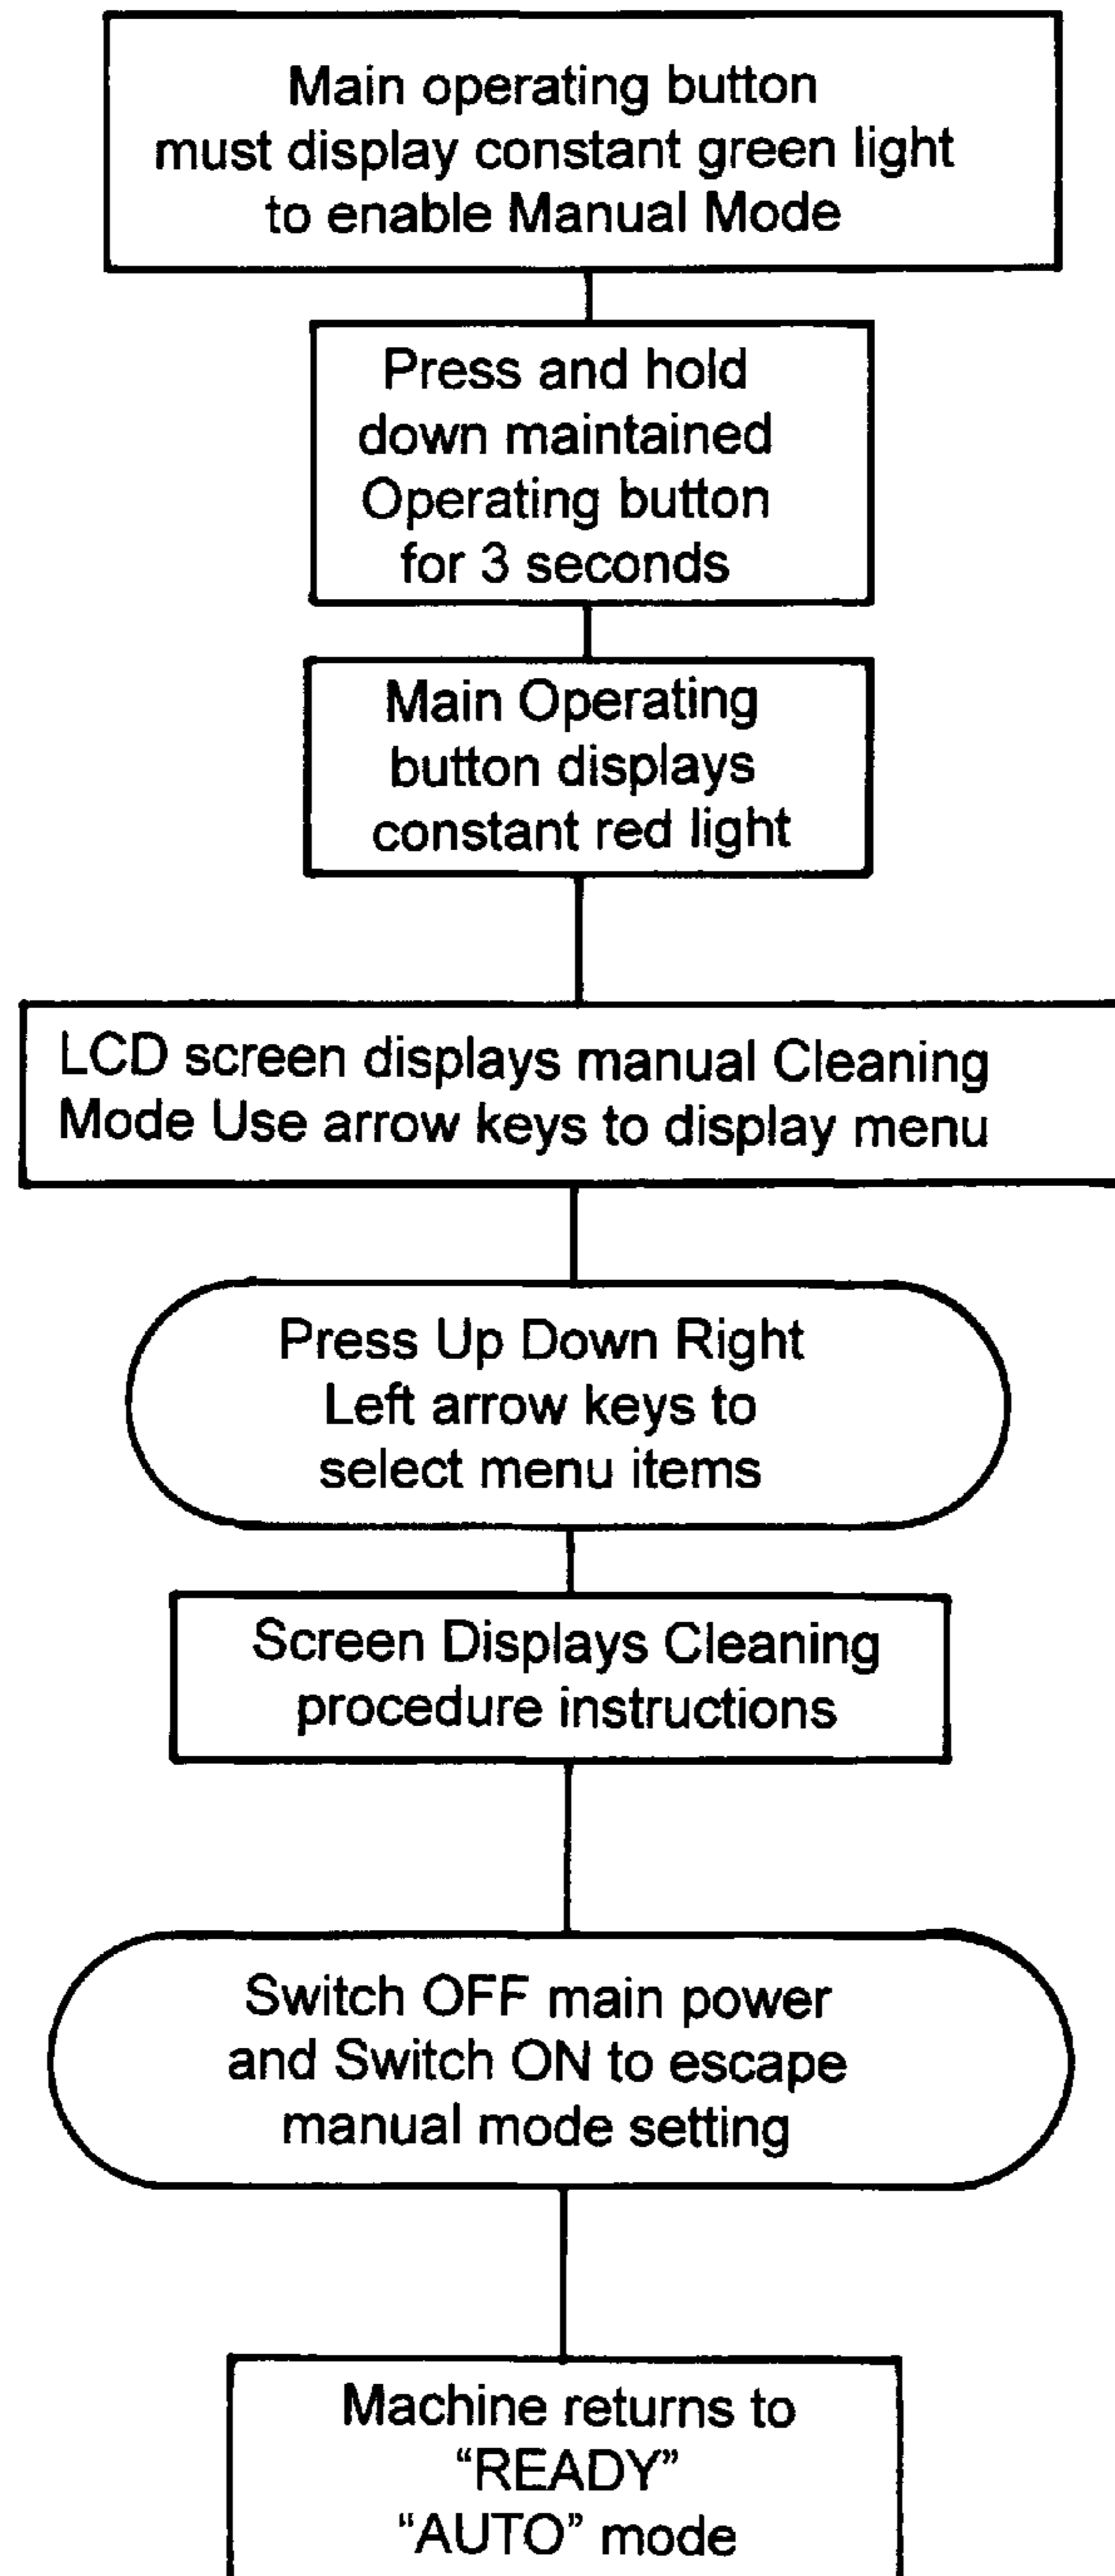 Main operating button
must display constant green light
to enable Manual Mode
Press and hold
down maintained
Operating button
for 3 seconds
Main Operating
button displays
constant red light
LCD screen displays manual Cleaning
Mode Use arrow keys to display menu
Press Up Down Right
Left arrow keys to
select menu items
Screen Displays Cleaning
procedure instructions
Switch OFF main power
and Switch ON to escape
manual mode setting
Machine returns to
“READY”
“AUTO” mode